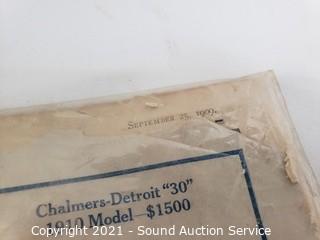 September 25, 1909.
Chalmers-Detroit "30"
1910 Model—$1500
Copyright 2021 - Sound Auction Service